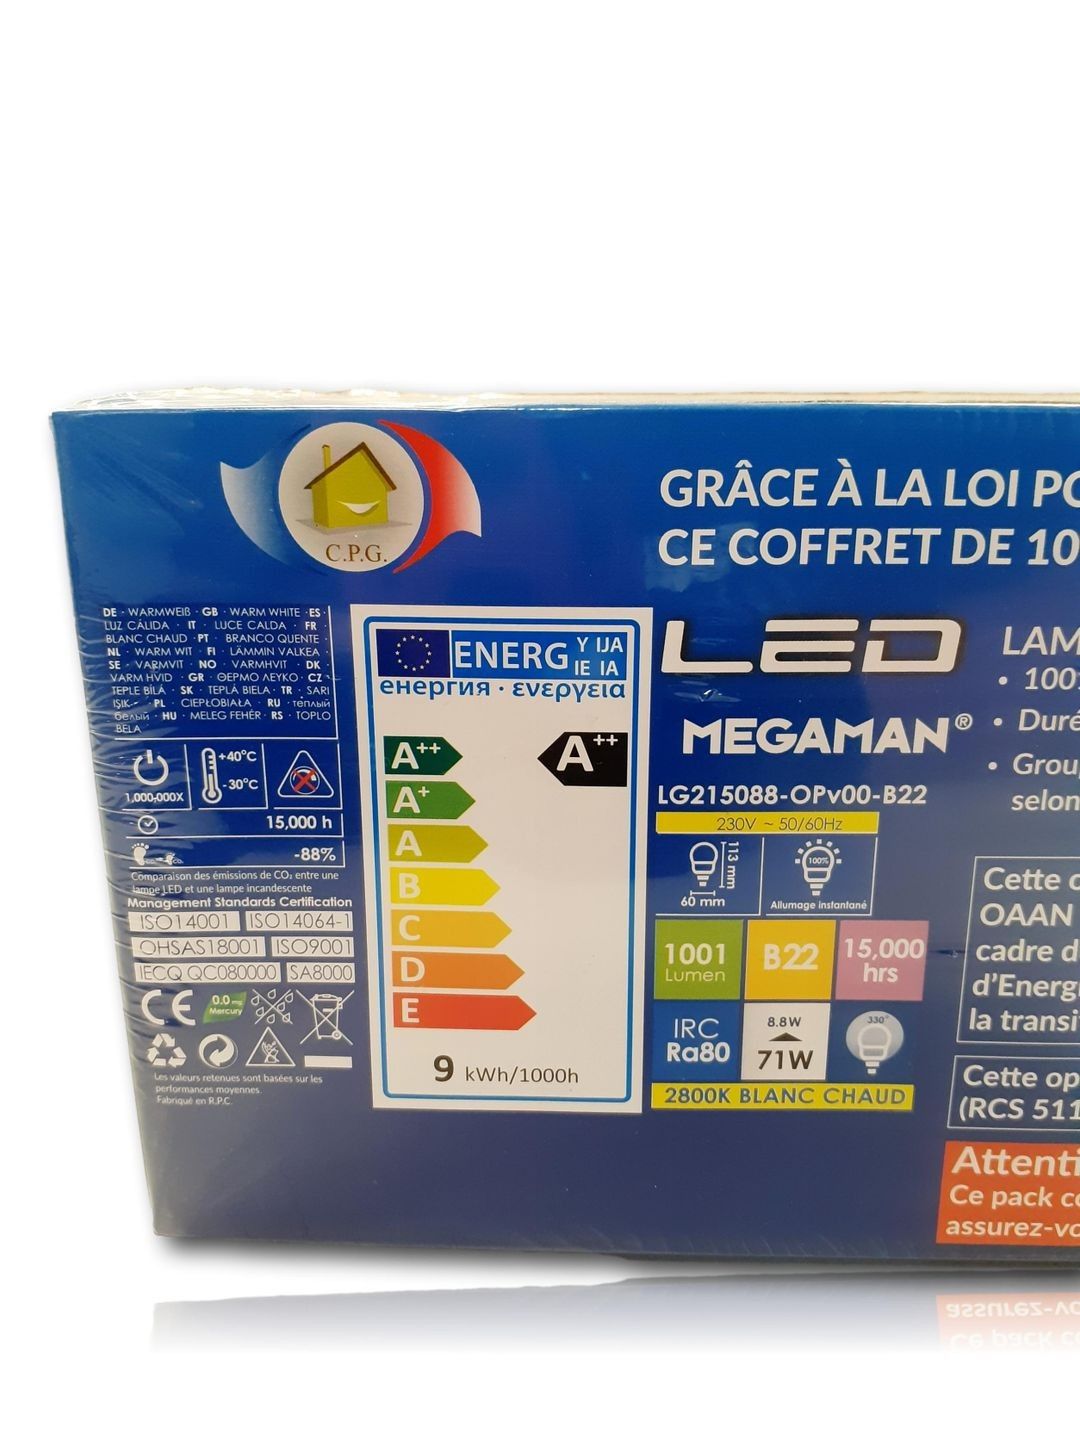 C.P.G.
GRÂCE À LA LOI
CE COFFRET DE 10
DE · WARMWEIß · GB · WARM WHITE · ES ·
LUZ CÁLIDA · IT · LUCE CALDA · FR ·
BLANC CHAUD · PT · BRANCO QUENTE ·
NL · WARM WIT · FI · LÄMMIN VALKEA ·
SE · VARMVIT · NO · VARMHVIT · DK ·
VARM HVID · GR · ΘΕΡΜΟ ΛΕΥΚΟ · CZ ·
TEPLE BÍLÁ · SK · TEPLÁ BIELA · TR · SARI
IŞIK · PL · CIEPŁOBIAŁA · RU · тёплый
белый · HU · MELEG FEHÉR · RS · TOPLO
BELA
1.000.000X
+40°C
-30°C
15,000 h
-88%
Comparaison des émissions de CO₂ entre une
lampe LED et une lampe incandescente
Management Standards Certification
ISO14001 ISO14064-1
OHSAS18001 ISO9001
IECQ QC080000 SA8000
CE 0.0 mg
Mercury
Les valeurs retenues sont basées sur les
performances moyennes.
Fabriqué en R.P.C.
ENERG Y IJA
IE IA
енергия · ενεργεια
A++ A++
A+
A
B
C
D
E
9 kWh/1000h
LED
MEGAMAN®
LG215088-OPv00-B22
230V ~ 50/60Hz
113 mm
60 mm
100%
Allumage instantané
1001
Lumen
B22
15,000
hrs
IRC
Ra80
8.8W
71W
330°
2800K BLANC CHAUD
LAM
• 100
• Duré
• Grou
selon
Cette
OAAN
cadre d
d'Energi
la transi
Cette op
(RCS 511
Attenti
Ce pack co
assurez-vo